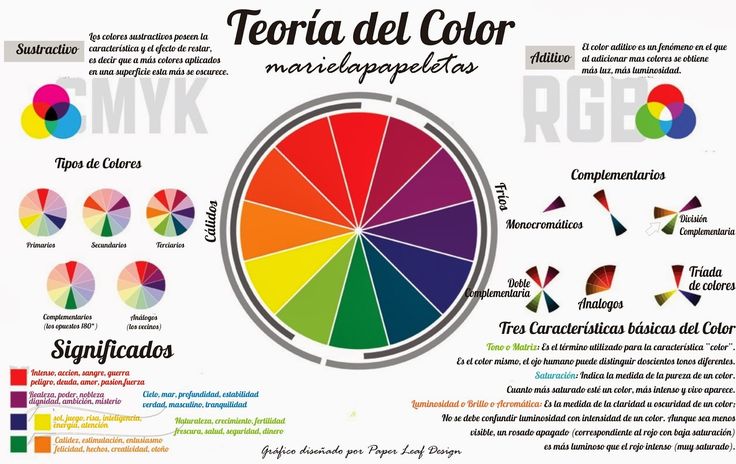 Teoría del Color
marielapapeletas
Sustractivo
Los colores sustractivos poseen la
característica y el efecto de restar,
es decir que a más colores aplicados
en una superficie esta más se oscurece.
CMYK
Aditivo
El color aditivo es un fenómeno en el que
al adicionar mas colores se obtiene
más luz, más luminosidad.
RGB
Tipos de Colores
Primarios
Secundarios
Terciarios
Complementarios
(los opuestos 180°)
Análogos
(los vecinos)
Cálidos
Fríos
Complementarios
Monocromáticos
División
Complementaria
Doble
Complementaria
Analogos
Tríada
de colores
Significados
Intenso, accion, sangre, guerra
peligro, deuda, amor, pasion,fuerza
Realeza, poder, nobleza
dignidad, ambición, misterio
Cielo, mar, profundidad, estabilidad
verdad, masculino, tranquilidad
sol, juego, risa, inteligencia,
energía, atención
Naturaleza, crecimiento, fertilidad
frescura, salud, seguridad, dinero
Calidez, estimulación, entusiasmo
felicidad, hechos, creatividad, otoño
Tres Características básicas del Color
Tono o Matriz: Es el término utilizado para la característica "color".
Es el color mismo, el ojo humano puede distinguir doscientos tonos diferentes.
Saturación: Indica la medida de la pureza de un color.
Cuanto más saturado esté un color, más intenso y vivo aparece.
Luminosidad o Brillo o Acromática: Es la medida de la claridad u oscuridad de un color:
No se debe confundir luminosidad con intensidad de un color. Aunque sea menos
visible, un rosado apagado (correspondiente al rojo con baja saturación)
es más luminoso que el rojo intenso (muy saturado).
Gráfico diseñado por Paper Leaf Design